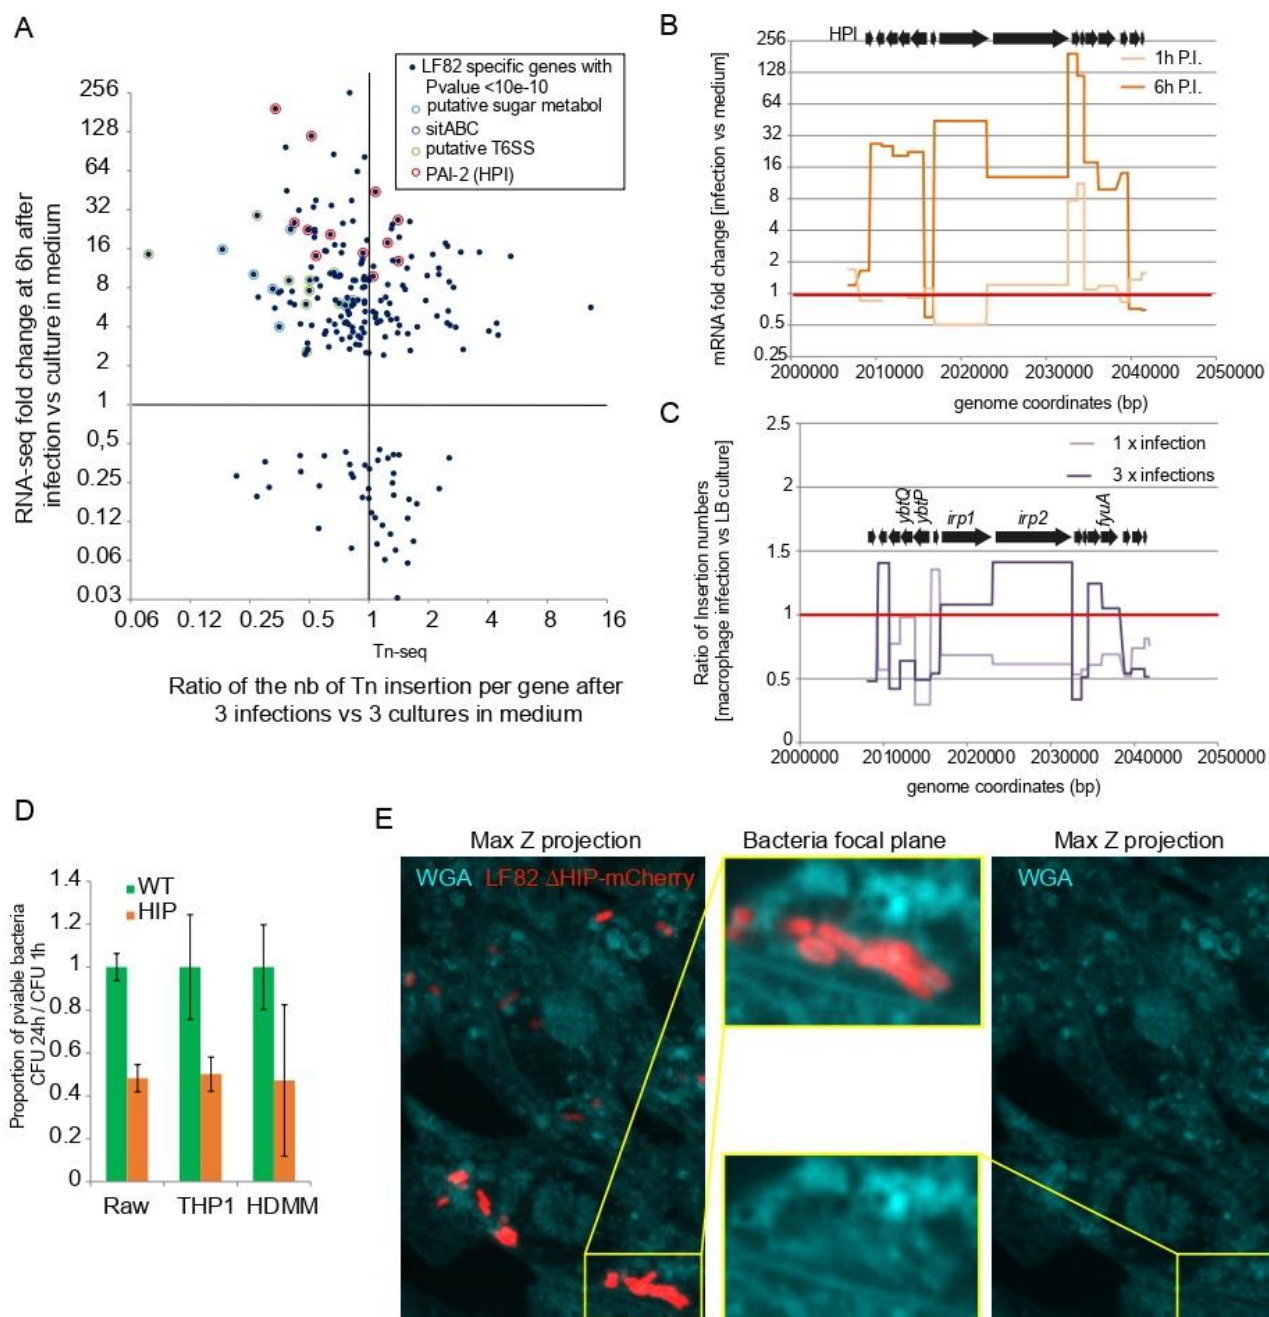 A
RNA-seq fold change at 6h after
infection vs culture in medium
256
128
64
32
16
8
4
2
1
0,5
0.25
0.12
0.06
0.03
0.06
0.12
0.25
0.5
1
2
4
8
16
LF82 specific genes with
Pvalue <10e-10
putative sugar metabol
sitABC
putative T6SS
PAI-2 (HPI)
Tn-seq
Ratio of the nb of Tn insertion per gene after
3 infections vs 3 cultures in medium
B
HPI
mRNA fold change [infection vs medium]
256
128
64
32
16
8
4
2
1
0.5
0.25
1h P.I.
6h P.I.
2000000
2010000
2020000
2030000
2040000
2050000
genome coordinates (bp)
C
Ratio of Insertion numbers
[macrophage infection vs LB culture]
2.5
2
1.5
1
0.5
0
1 x infection
3 x infections
ybtQ
ybtP
irp1
irp2
fyuA
2000000
2010000
2020000
2030000
2040000
2050000
genome coordinates (bp)
D
Proportion of pviable bacteria
CFU 24h / CFU 1h
1.4
1.2
1
0.8
0.6
0.4
0.2
0
WT
HIP
Raw
THP1
HDMM
E
Max Z projection
Bacteria focal plane
Max Z projection
WGA
LF82 ΔHIP-mCherry
WGA